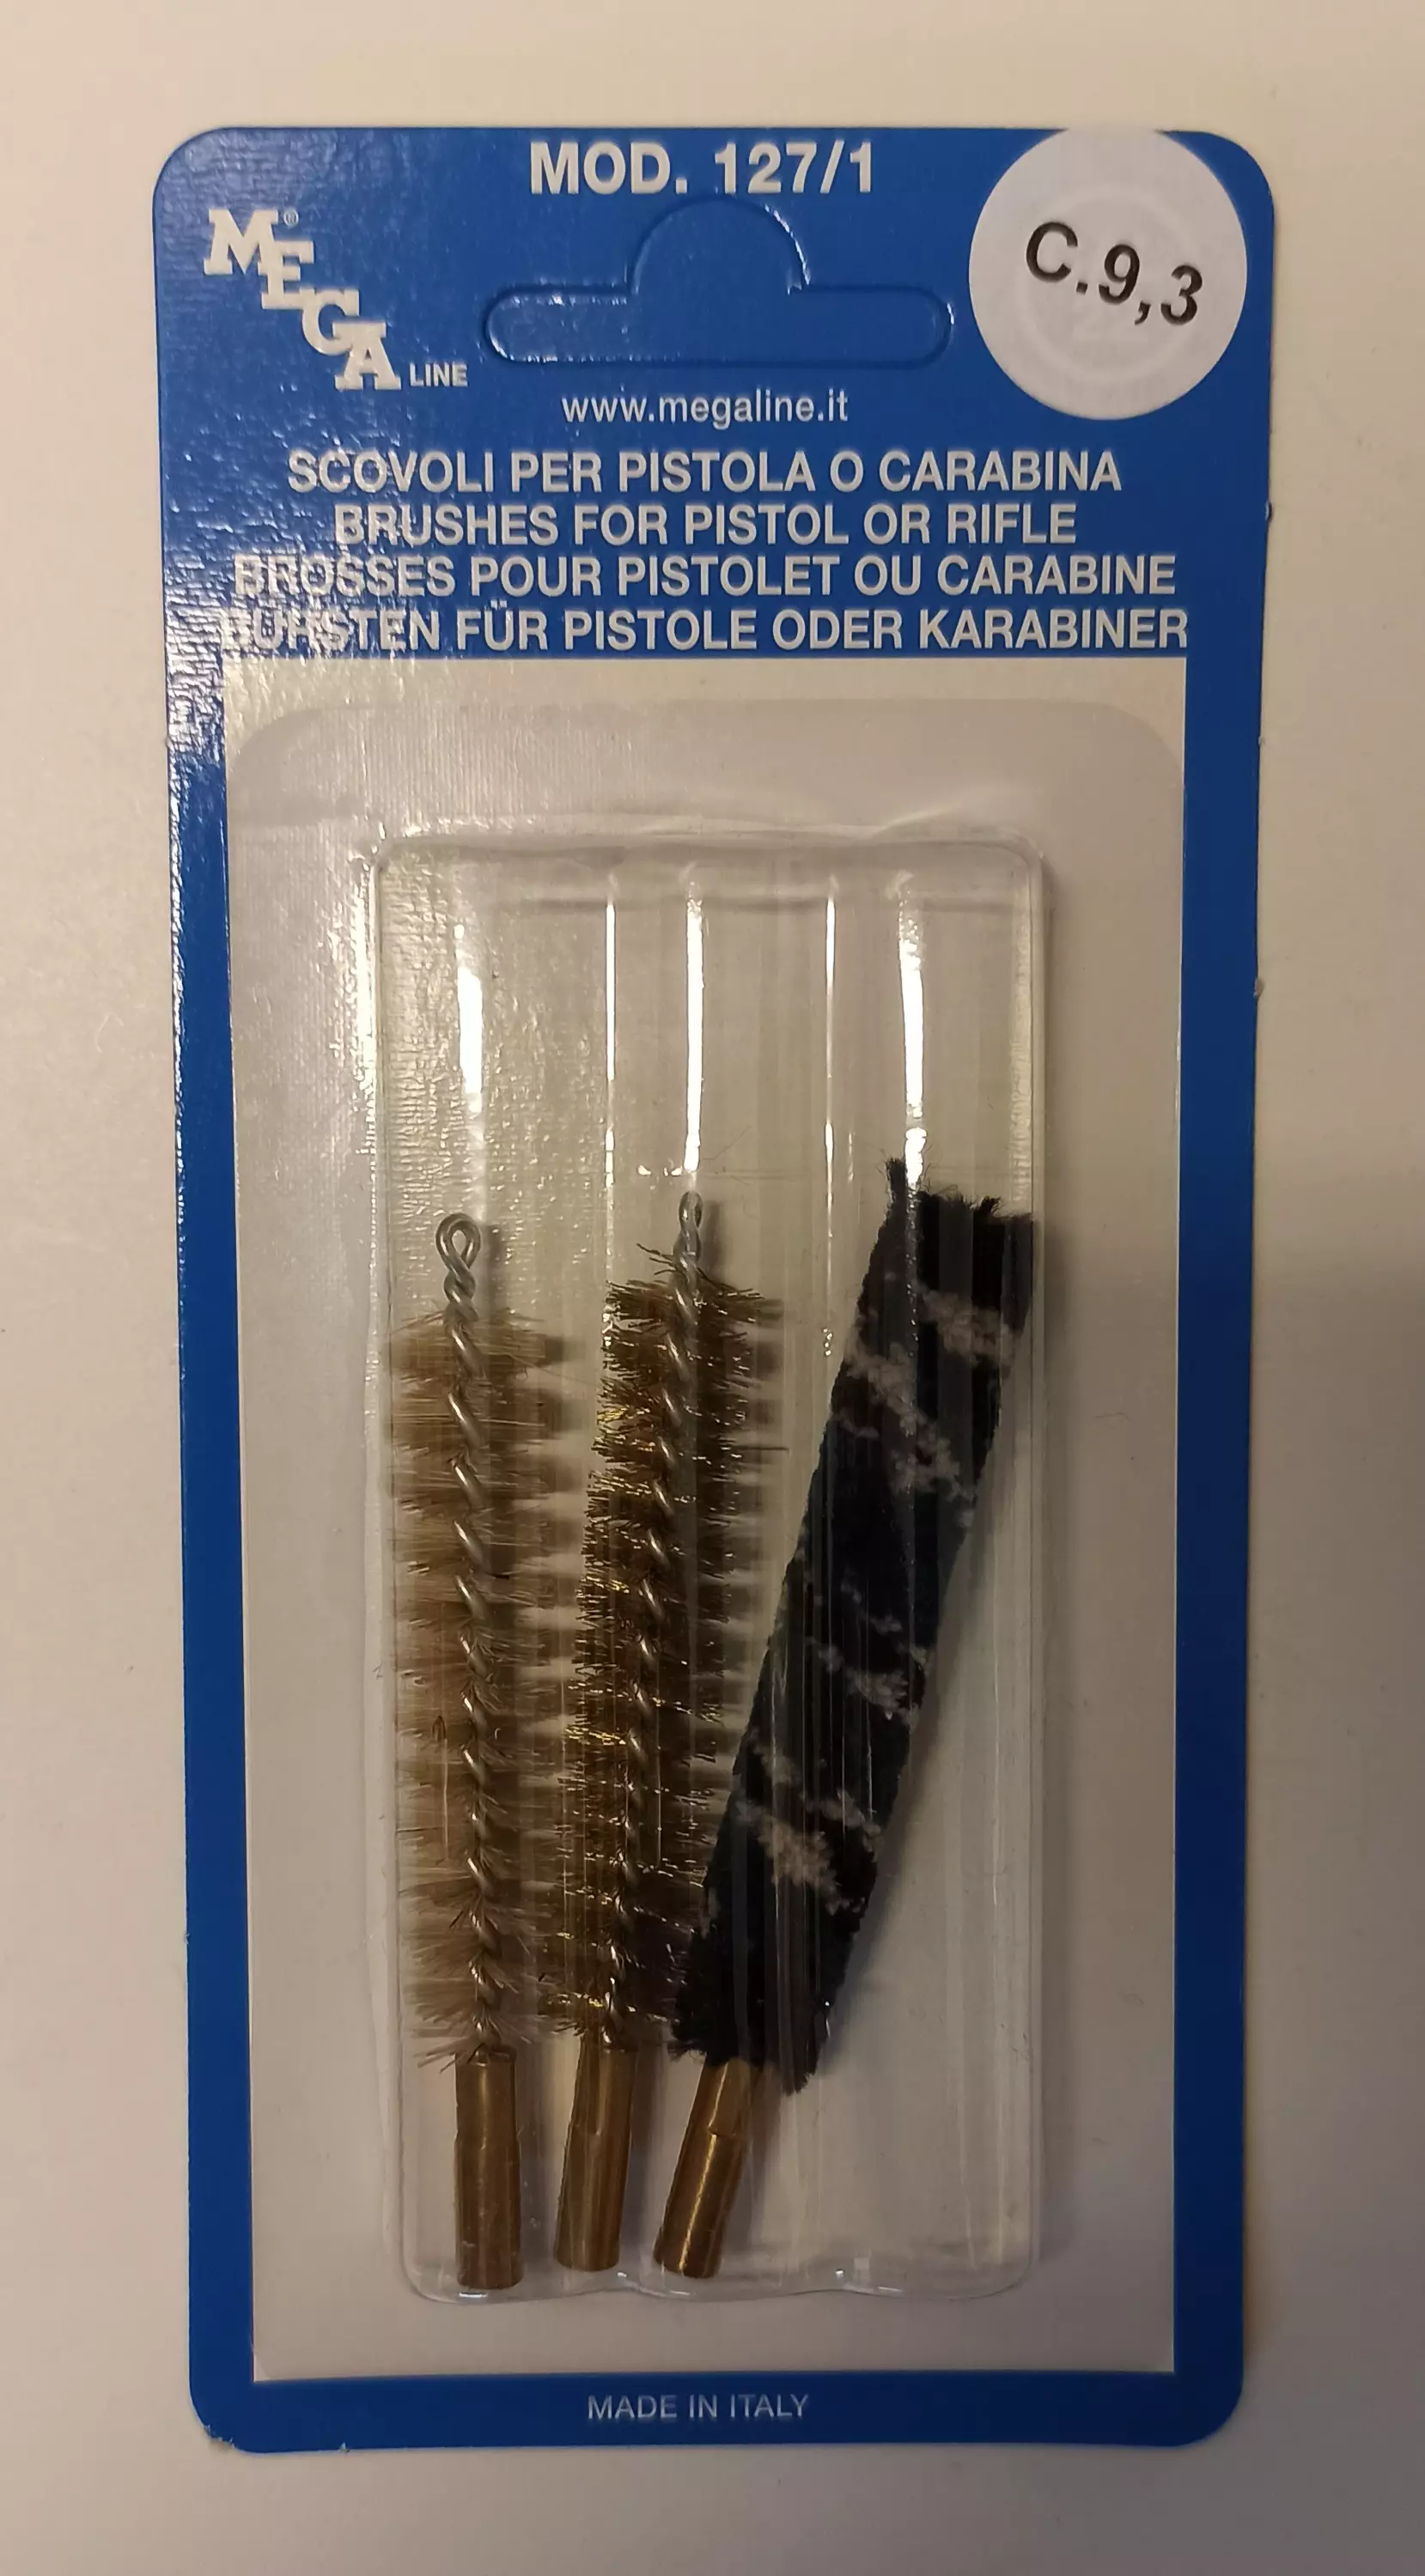 MOD. 127/1
MEGA® LINE
C.9,3
www.megaline.it
SCOVOLI PER PISTOLA O CARABINA
BRUSHES FOR PISTOL OR RIFLE
BROSSES POUR PISTOLET OU CARABINE
BÜRSTEN FÜR PISTOLE ODER KARABINER
MADE IN ITALY